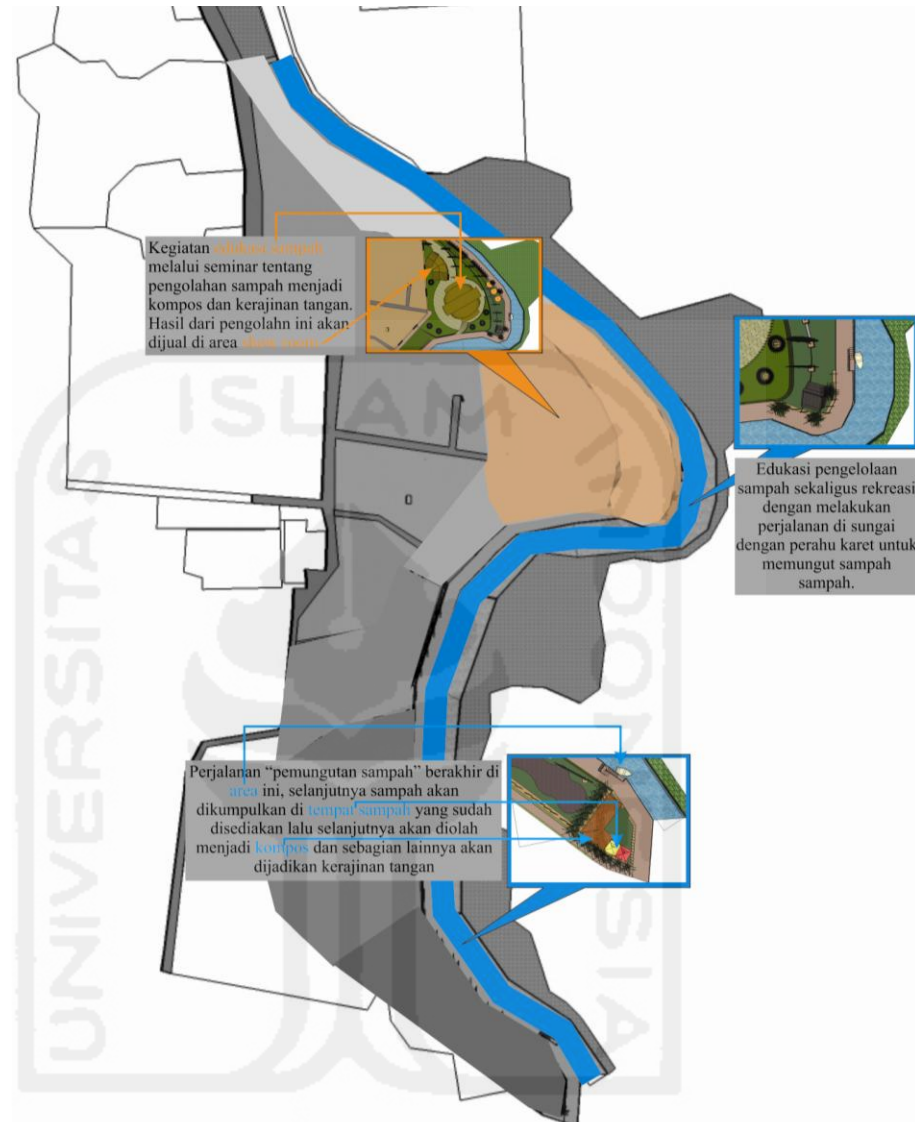 Kegiatan edukasi sampah
melalui seminar tentang
pengolahan sampah menjadi
kompos dan kerajinan tangan.
Hasil dari pengolahn ini akan
dijual di area
Edukasi pengelolaan
sampah sekaligus rekreasi
dengan melakukan
perjalanan di sungai
dengan perahu karet untuk
memungut sampah
sampah.
Perjalanan “pemungutan sampah” berakhir di
area ini, selanjutnya sampah akan
dikumpulkan di tempat sampah yang sudah
disediakan lalu selanjutnya akan diolah
menjadi kompos dan sebagian lainnya akan
dijadikan kerajinan tangan
UNIVERSITAS
ISLAM
INDONESIA